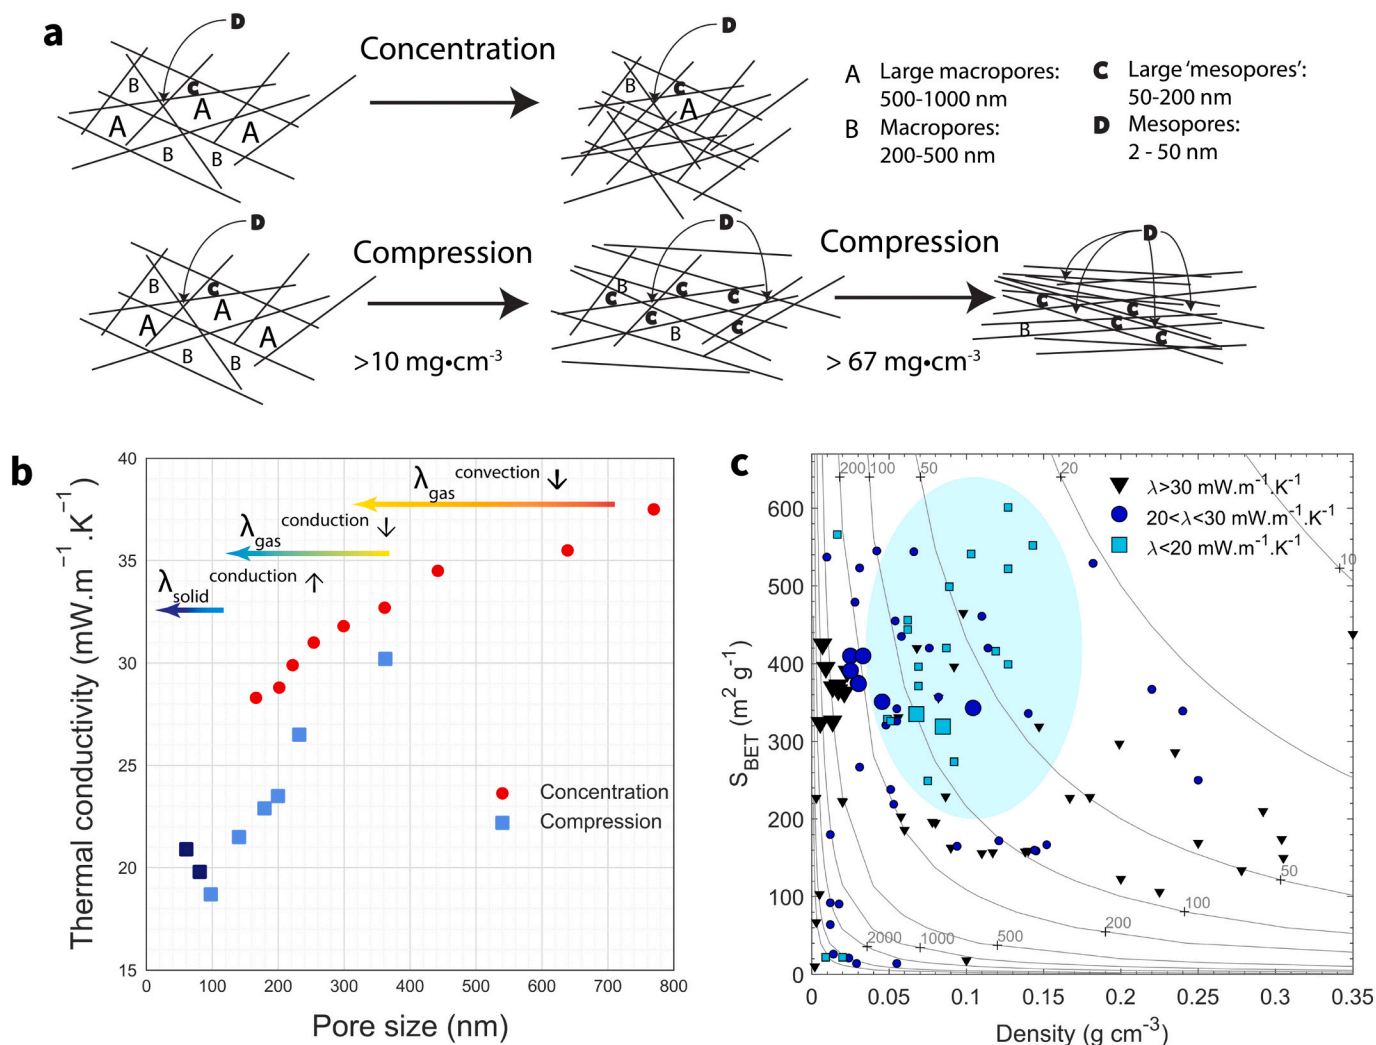 a
D
Concentration
D
B
C
A
A
A
B
B
B
A
A Large macropores:
500-1000 nm
B Macropores:
200-500 nm
C Large 'mesopores':
50-200 nm
D Mesopores:
2 - 50 nm
D
Compression
>10 mg•cm-3
D
Compression
> 67 mg•cm-3
D
B
C
A
A
A
B
B
B
C
C
C
C
C
B
C
C
C
C
B
b
40
35
30
25
20
15
0
100
200
300
400
500
600
700
800
Thermal conductivity (mW.m−1.K−1)
Pore size (nm)
λgas convection ↓
λgas conduction ↓
λsolid conduction ↑
Concentration
Compression
c
600
500
400
300
200
100
0
0
0.05
0.1
0.15
0.2
0.25
0.3
0.35
SBET (m2 g-1)
Density (g cm-3)
λ>30 mW.m-1.K-1
20<λ<30 mW.m-1.K-1
λ<20 mW.m-1.K-1
200
100
50
20
10
50
100
200
500
1000
2000